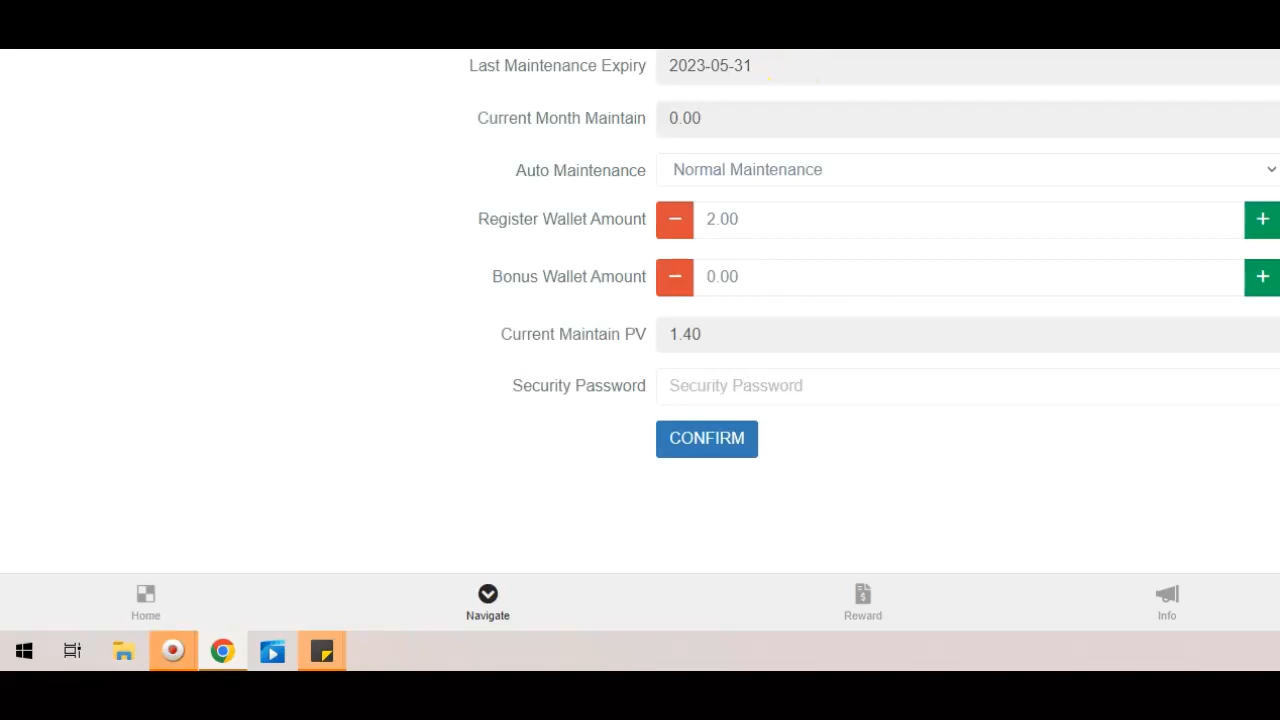 Last Maintenance Expiry 2023-05-31
Current Month Maintain 0.00
Auto Maintenance Normal Maintenance
Register Wallet Amount − 2.00 +
Bonus Wallet Amount − 0.00 +
Current Maintain PV 1.40
Security Password Security Password
CONFIRM
Home Navigate Reward Info